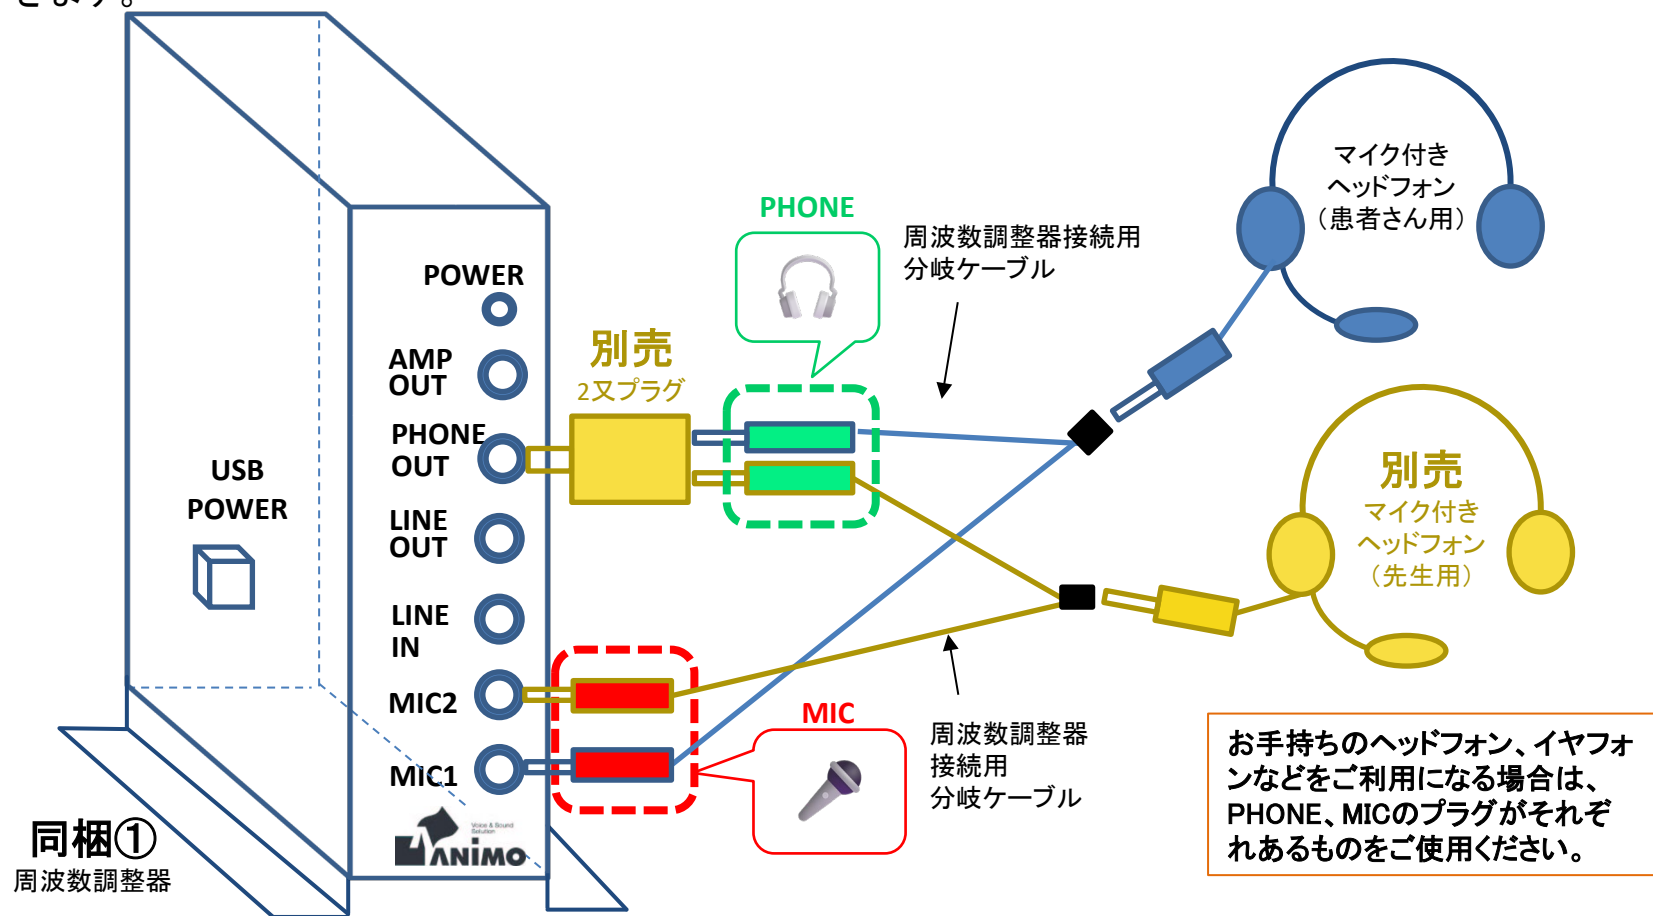 きます。
POWER
AMP
OUT
PHONE
OUT
LINE
OUT
LINE
IN
MIC2
MIC1
USB
POWER
Voice & Sound
Solution
ANIMO
同梱①
周波数調整器
別売
2又プラグ
PHONE
周波数調整器接続用
分岐ケーブル
マイク付き
ヘッドフォン
（患者さん用）
別売
マイク付き
ヘッドフォン
（先生用）
MIC
周波数調整器
接続用
分岐ケーブル
お手持ちのヘッドフォン、イヤフォ
ンなどをご利用になる場合は、
PHONE、MICのプラグがそれぞ
れあるものをご使用ください。